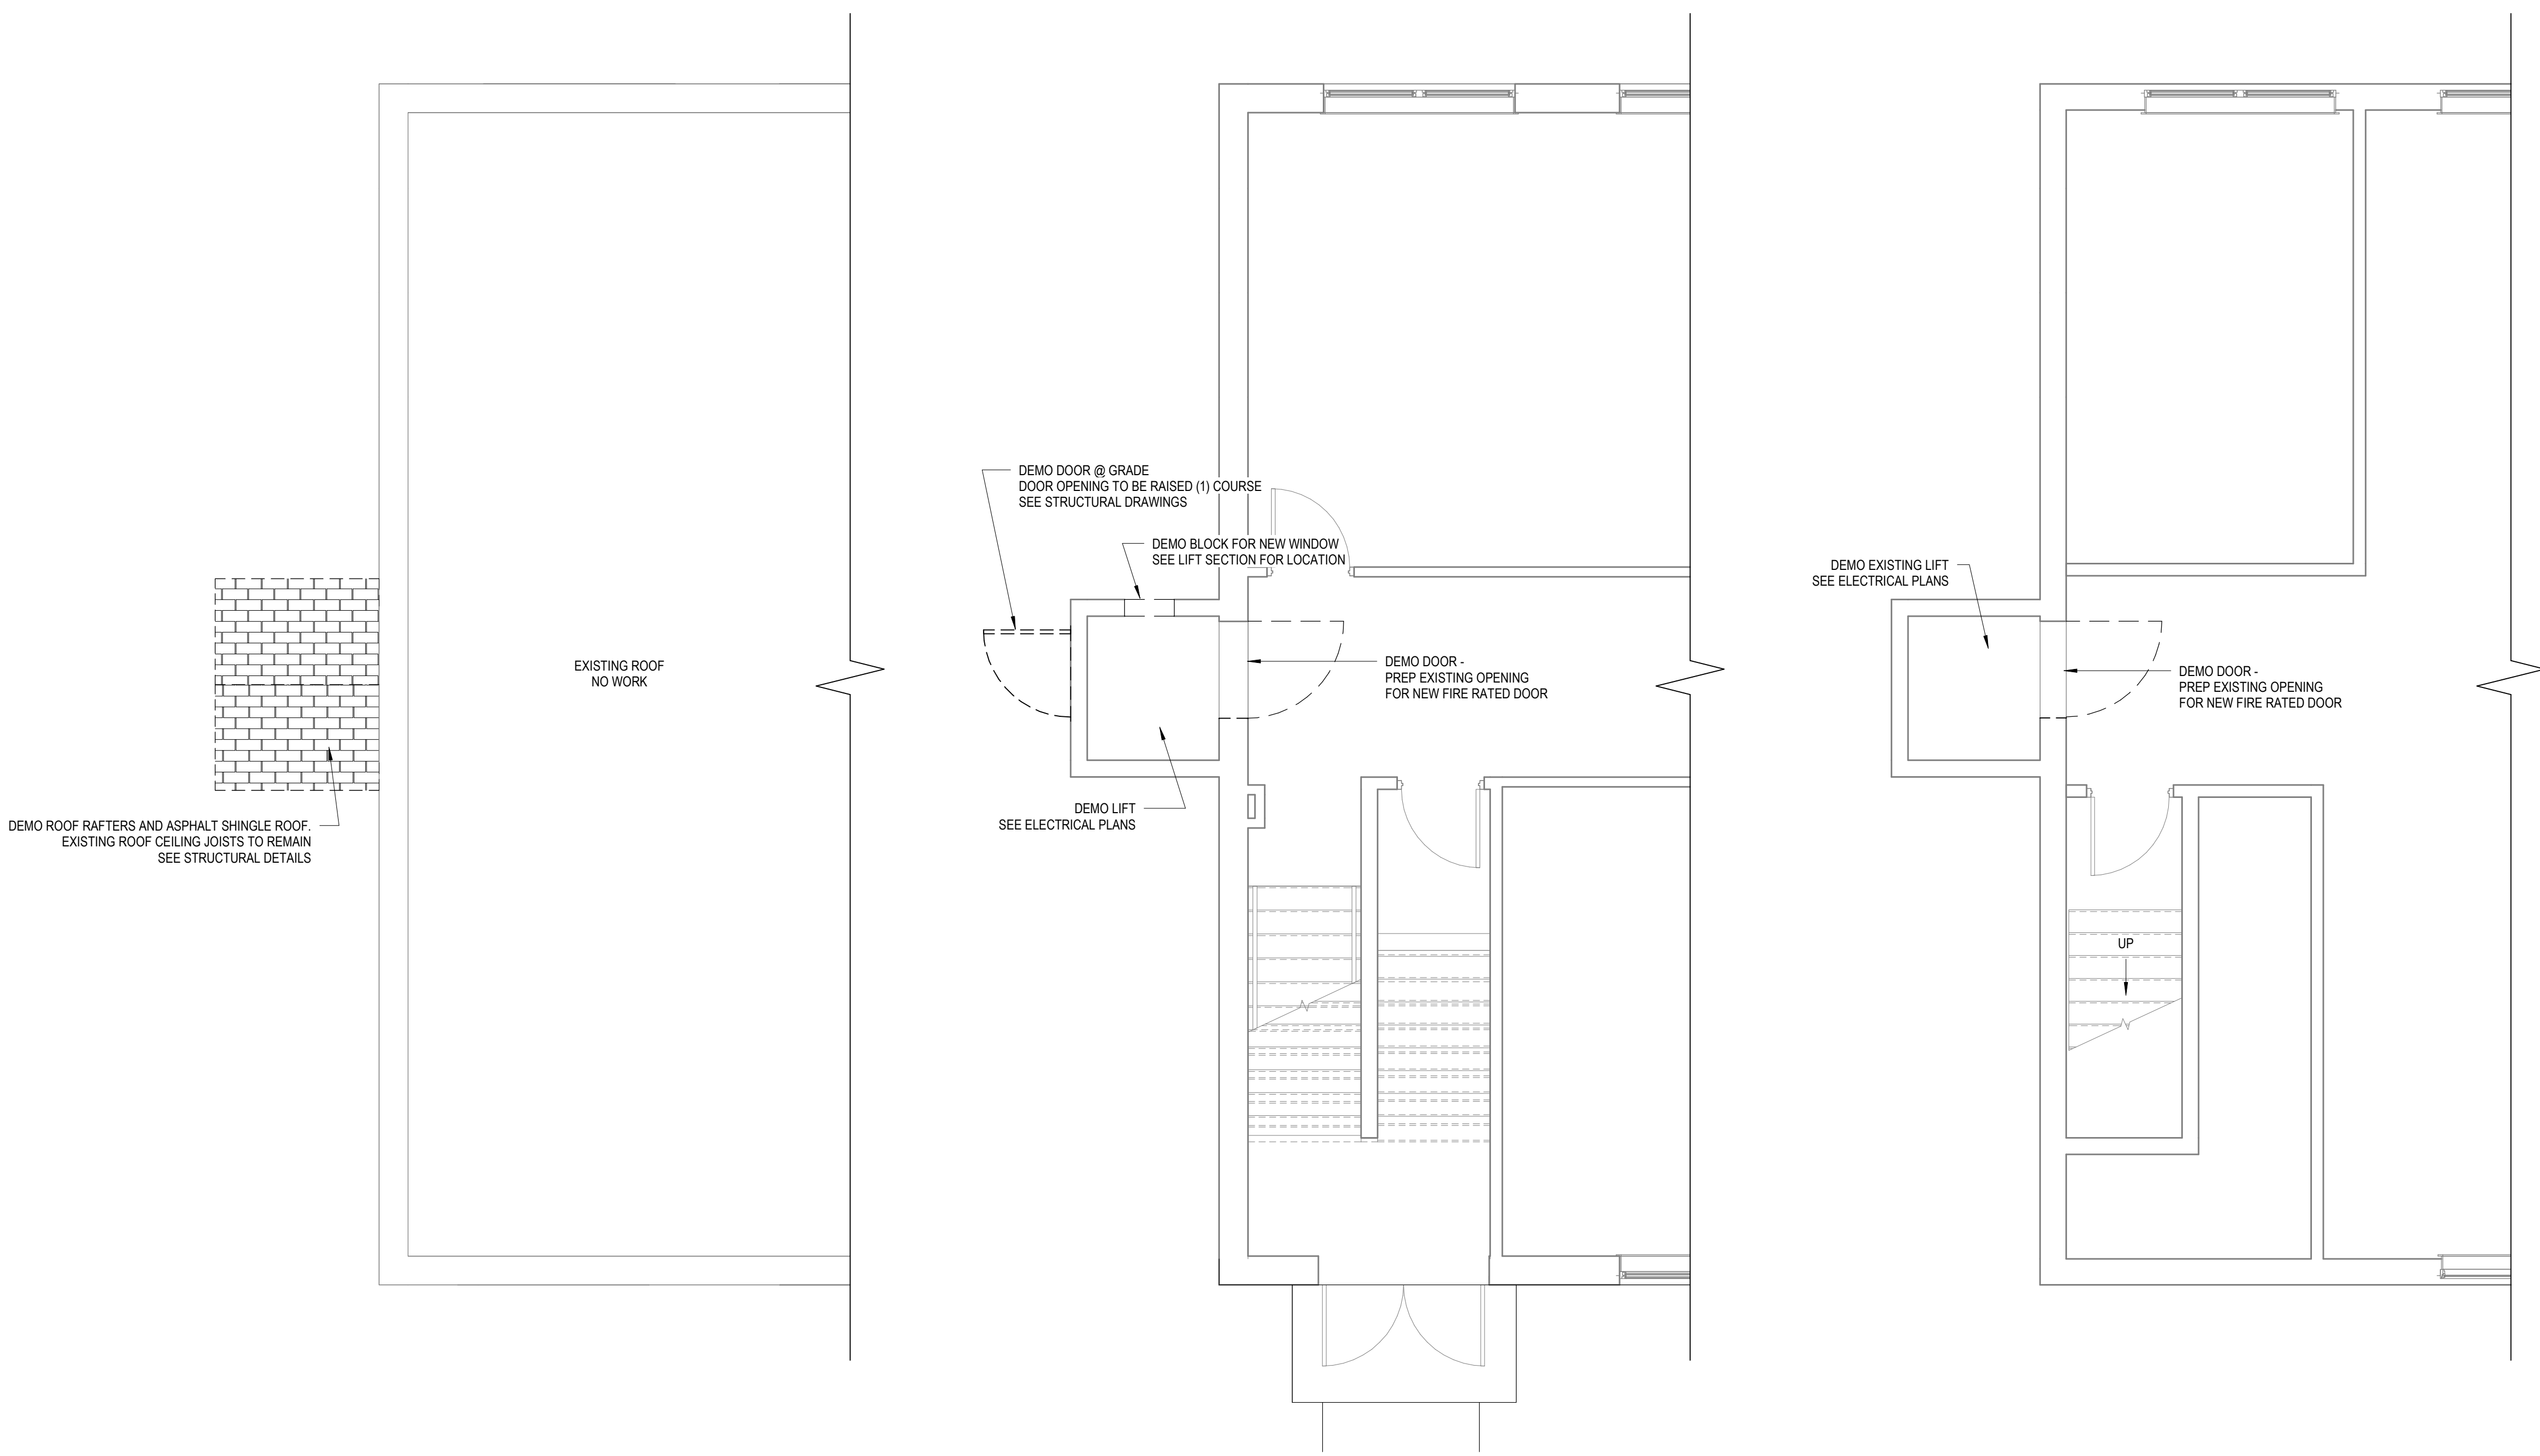 DEMO ROOF RAFTERS AND ASPHALT SHINGLE ROOF.
EXISTING ROOF CEILING JOISTS TO REMAIN
SEE STRUCTURAL DETAILS
EXISTING ROOF
NO WORK
DEMO DOOR @ GRADE
DOOR OPENING TO BE RAISED (1) COURSE
SEE STRUCTURAL DRAWINGS
DEMO BLOCK FOR NEW WINDOW
SEE LIFT SECTION FOR LOCATION
DEMO DOOR -
PREP EXISTING OPENING
FOR NEW FIRE RATED DOOR
DEMO LIFT
SEE ELECTRICAL PLANS
DEMO EXISTING LIFT
SEE ELECTRICAL PLANS
DEMO DOOR -
PREP EXISTING OPENING
FOR NEW FIRE RATED DOOR
UP